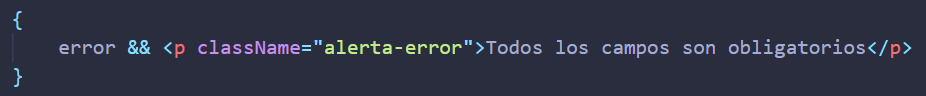 {
error && <p className="alerta-error">Todos los campos son obligatorios</p>
}